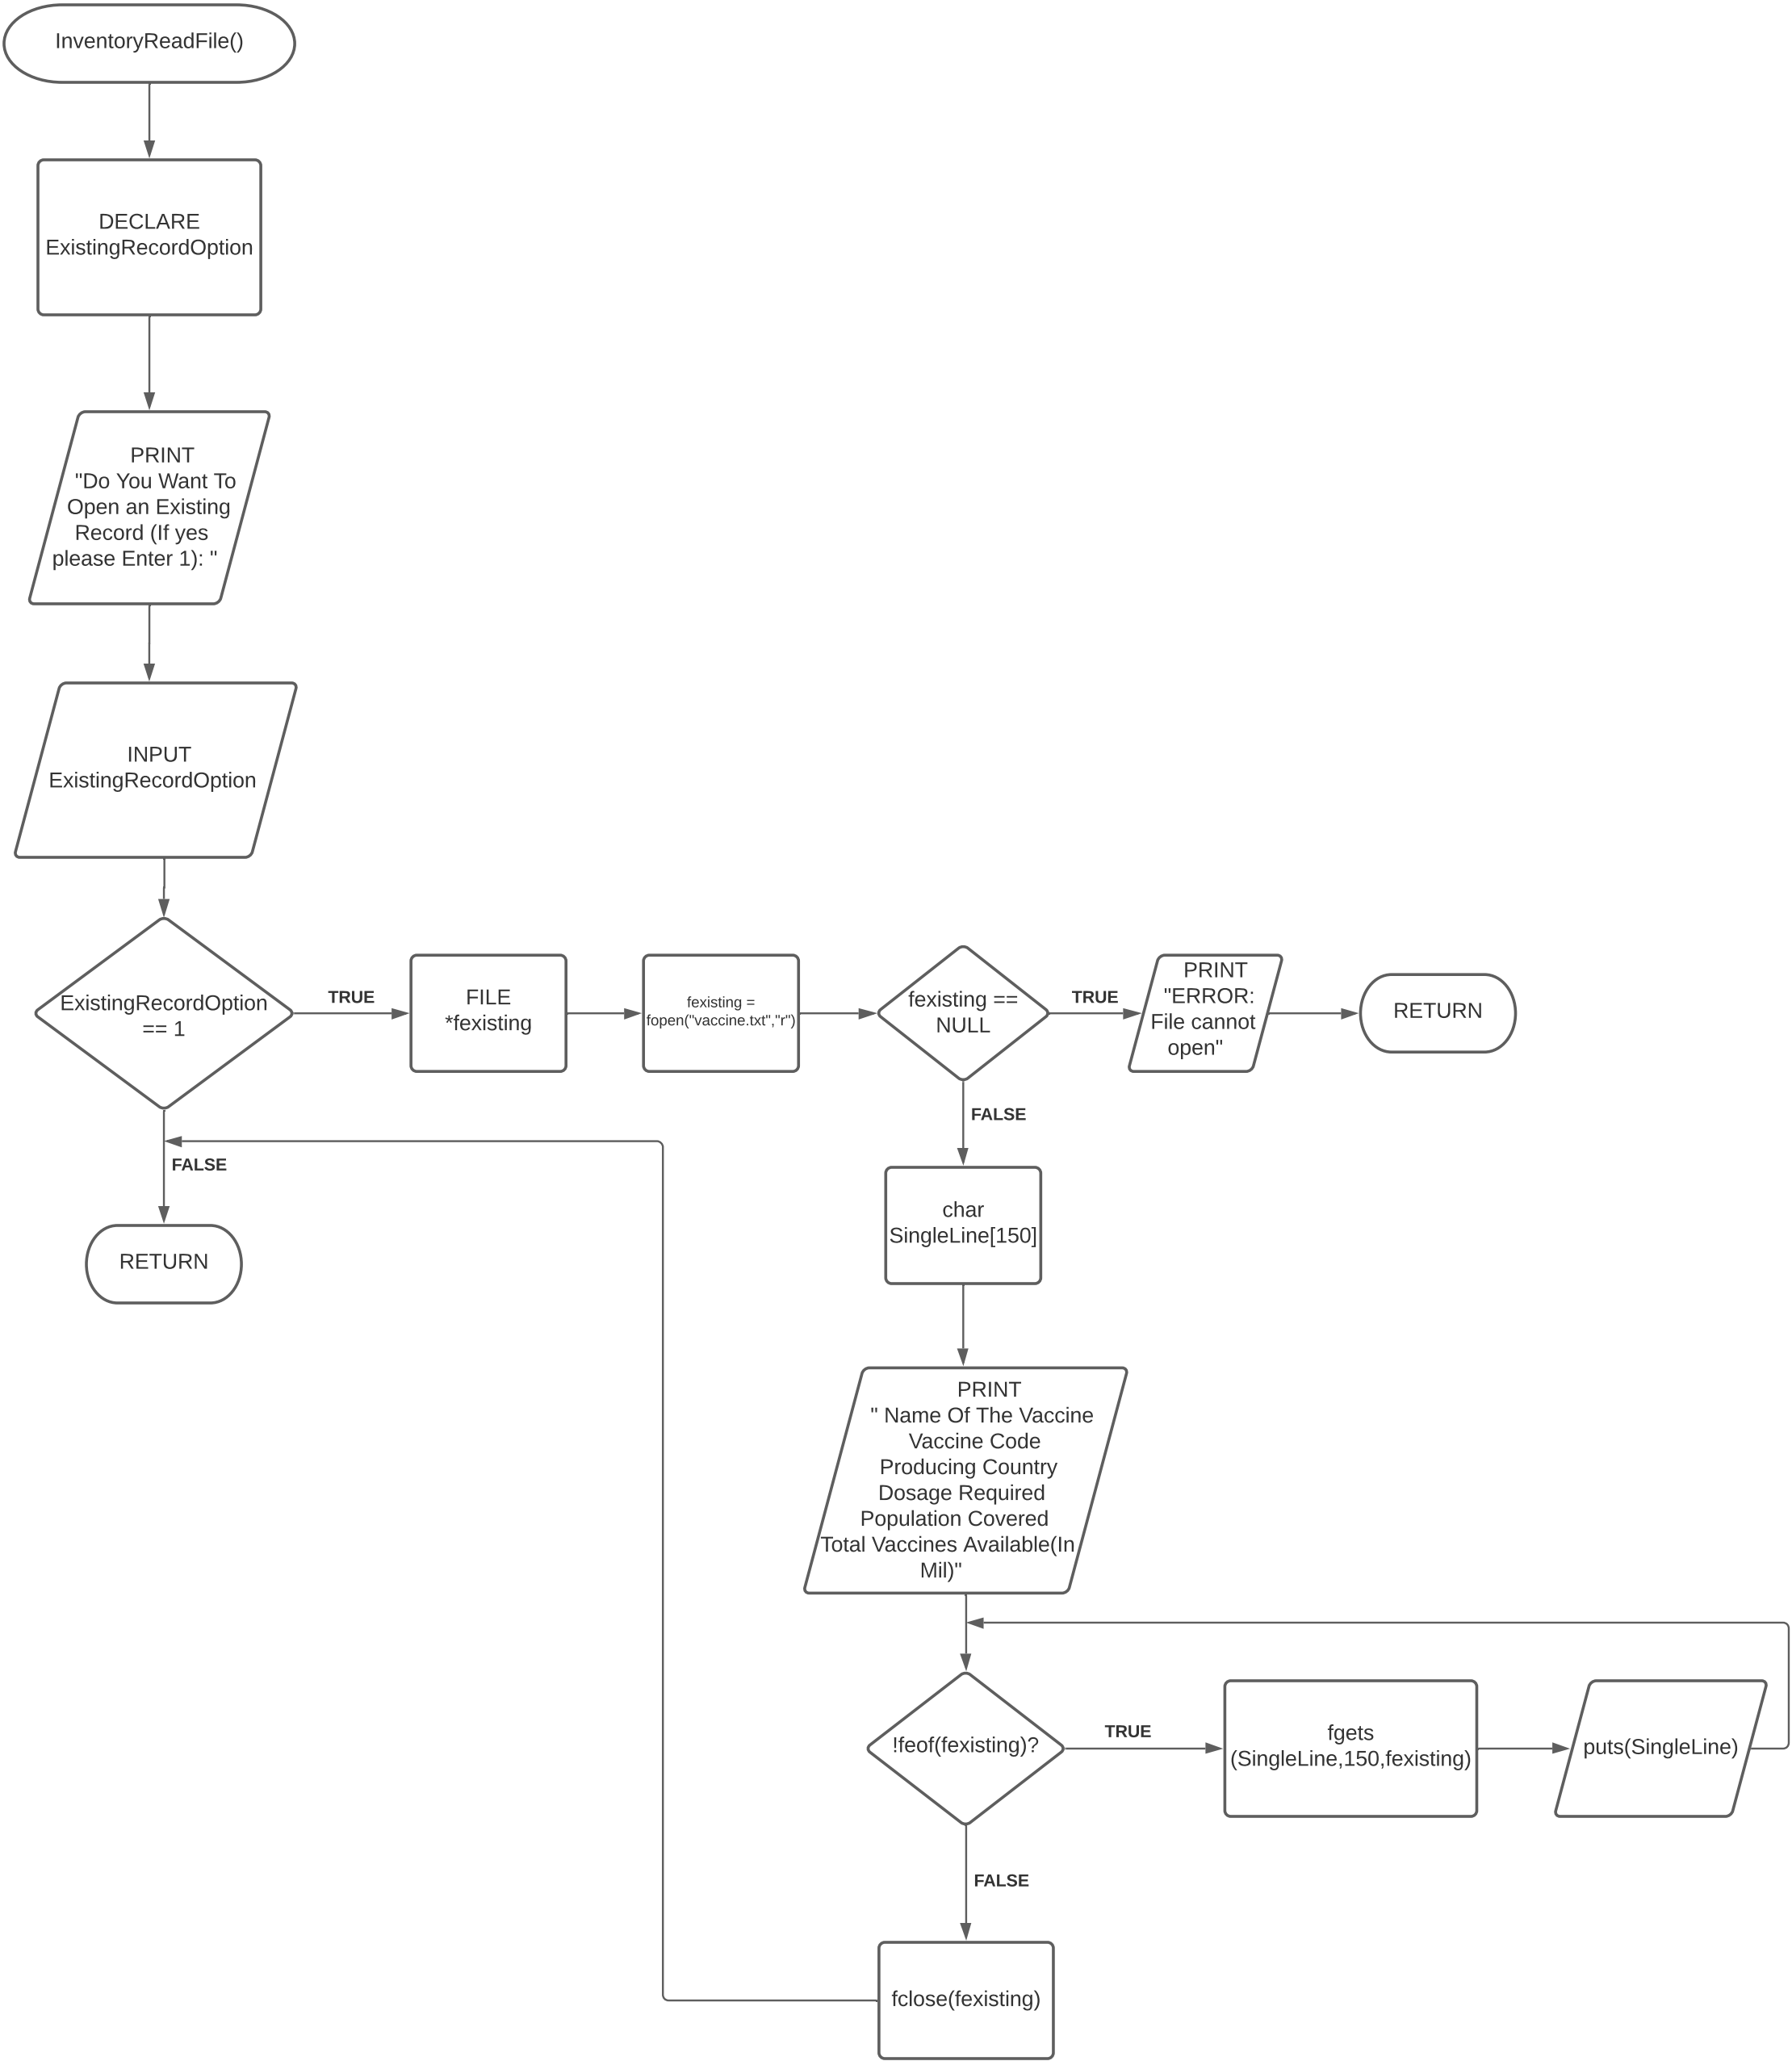 InventoryReadFile()
DECLARE
ExistingRecordOption
PRINT
"Do You Want To
Open an Existing
Record (If yes
please Enter 1): "
INPUT
ExistingRecordOption
ExistingRecordOption
== 1
TRUE
FILE
*fexisting
fexisting =
fopen("vaccine.txt","r")
fexisting ==
NULL
TRUE
PRINT
"ERROR:
File cannot
open"
RETURN
FALSE
RETURN
FALSE
char
SingleLine[150]
PRINT
" Name Of The Vaccine
Vaccine Code
Producing Country
Dosage Required
Population Covered
Total Vaccines Available(In
Mil)"
!feof(fexisting)?
TRUE
fgets
(SingleLine,150,fexisting)
puts(SingleLine)
FALSE
fclose(fexisting)